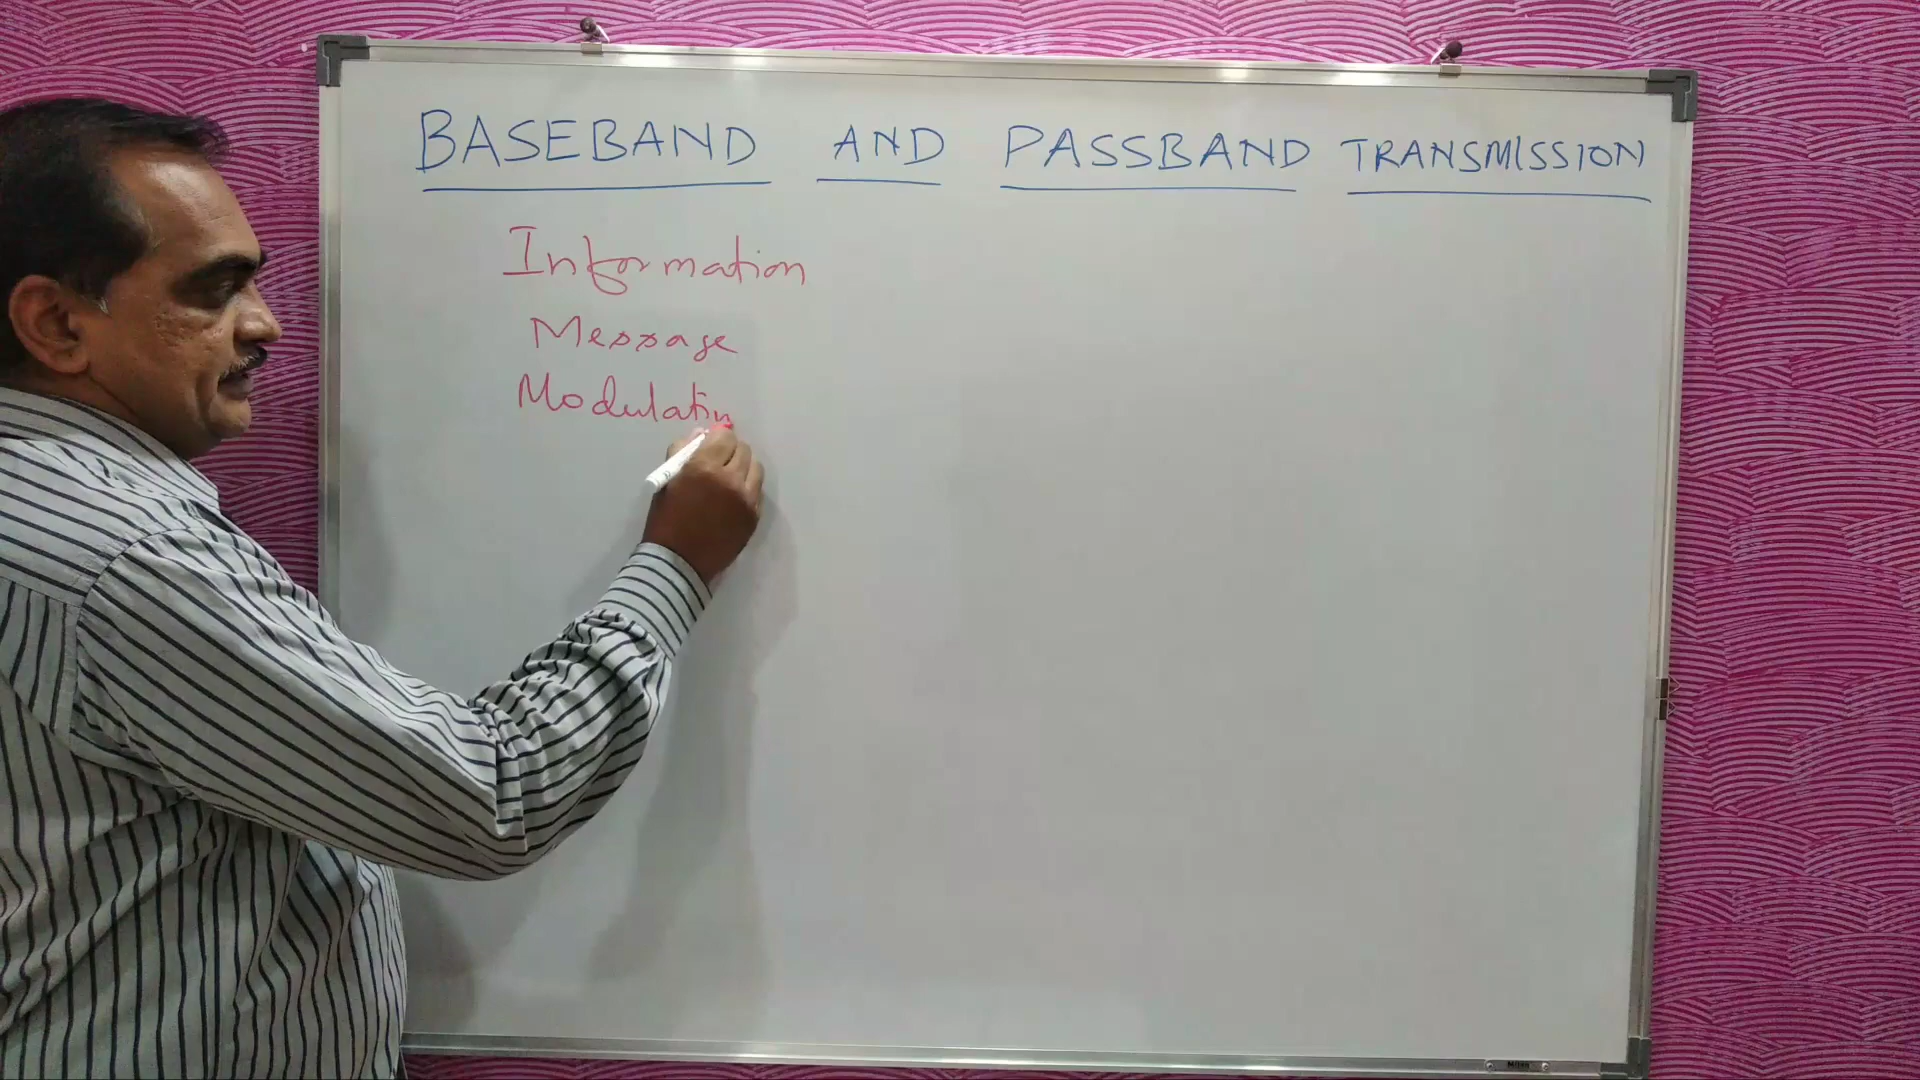 BASEBAND AND PASSBAND TRANSMISSION
Information
Message
Modulatin